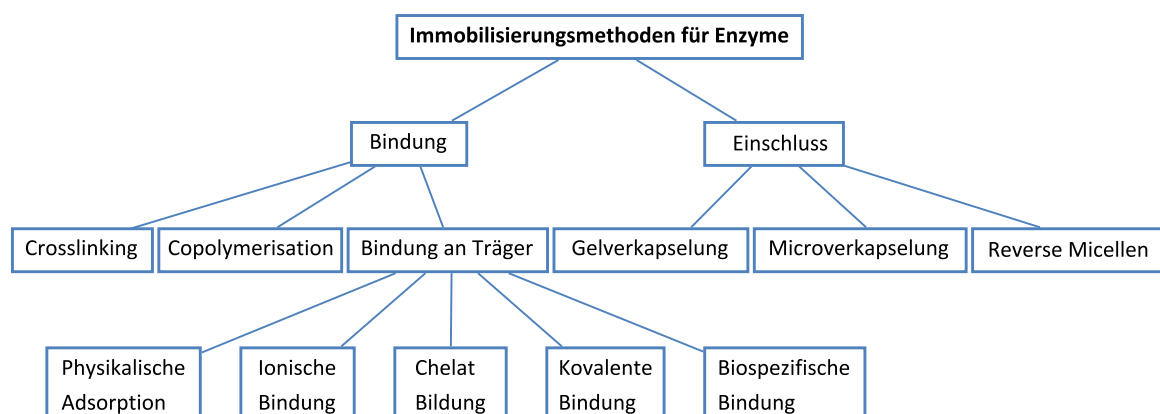 Immobilisierungsmethoden für Enzyme
Bindung
Einschluss
Crosslinking
Copolymerisation
Bindung an Träger
Gelverkapselung
Microverkapselung
Reverse Micellen
Physikalische
Adsorption
Ionische
Bindung
Chelat
Bildung
Kovalente
Bindung
Biospezifische
Bindung